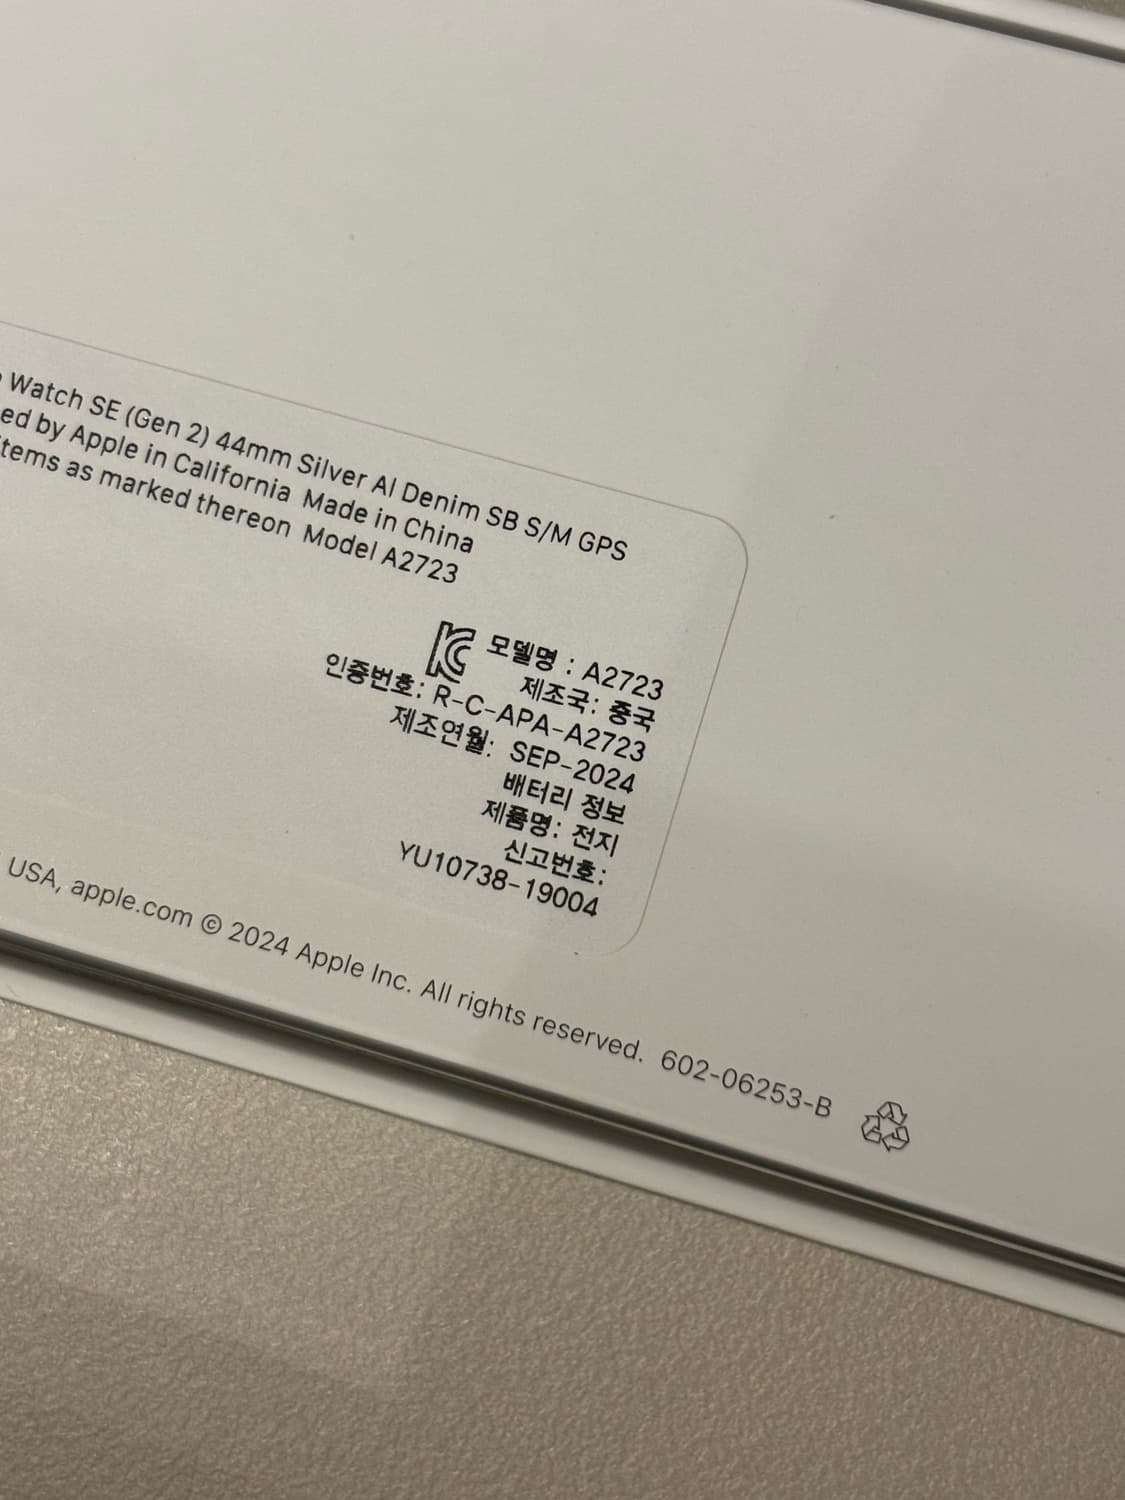 Watch SE (Gen 2) 44mm Silver Al Denim SB S/M GPS
ed by Apple in California Made in China
tems as marked thereon Model A2723
모델명 : A2723
제조국: 중국
인증번호: R-C-APA-A2723
제조연월: SEP-2024
배터리 정보
제품명: 전지
신고번호:
YU10738-19004
USA, apple.com © 2024 Apple Inc. All rights reserved. 602-06253-B